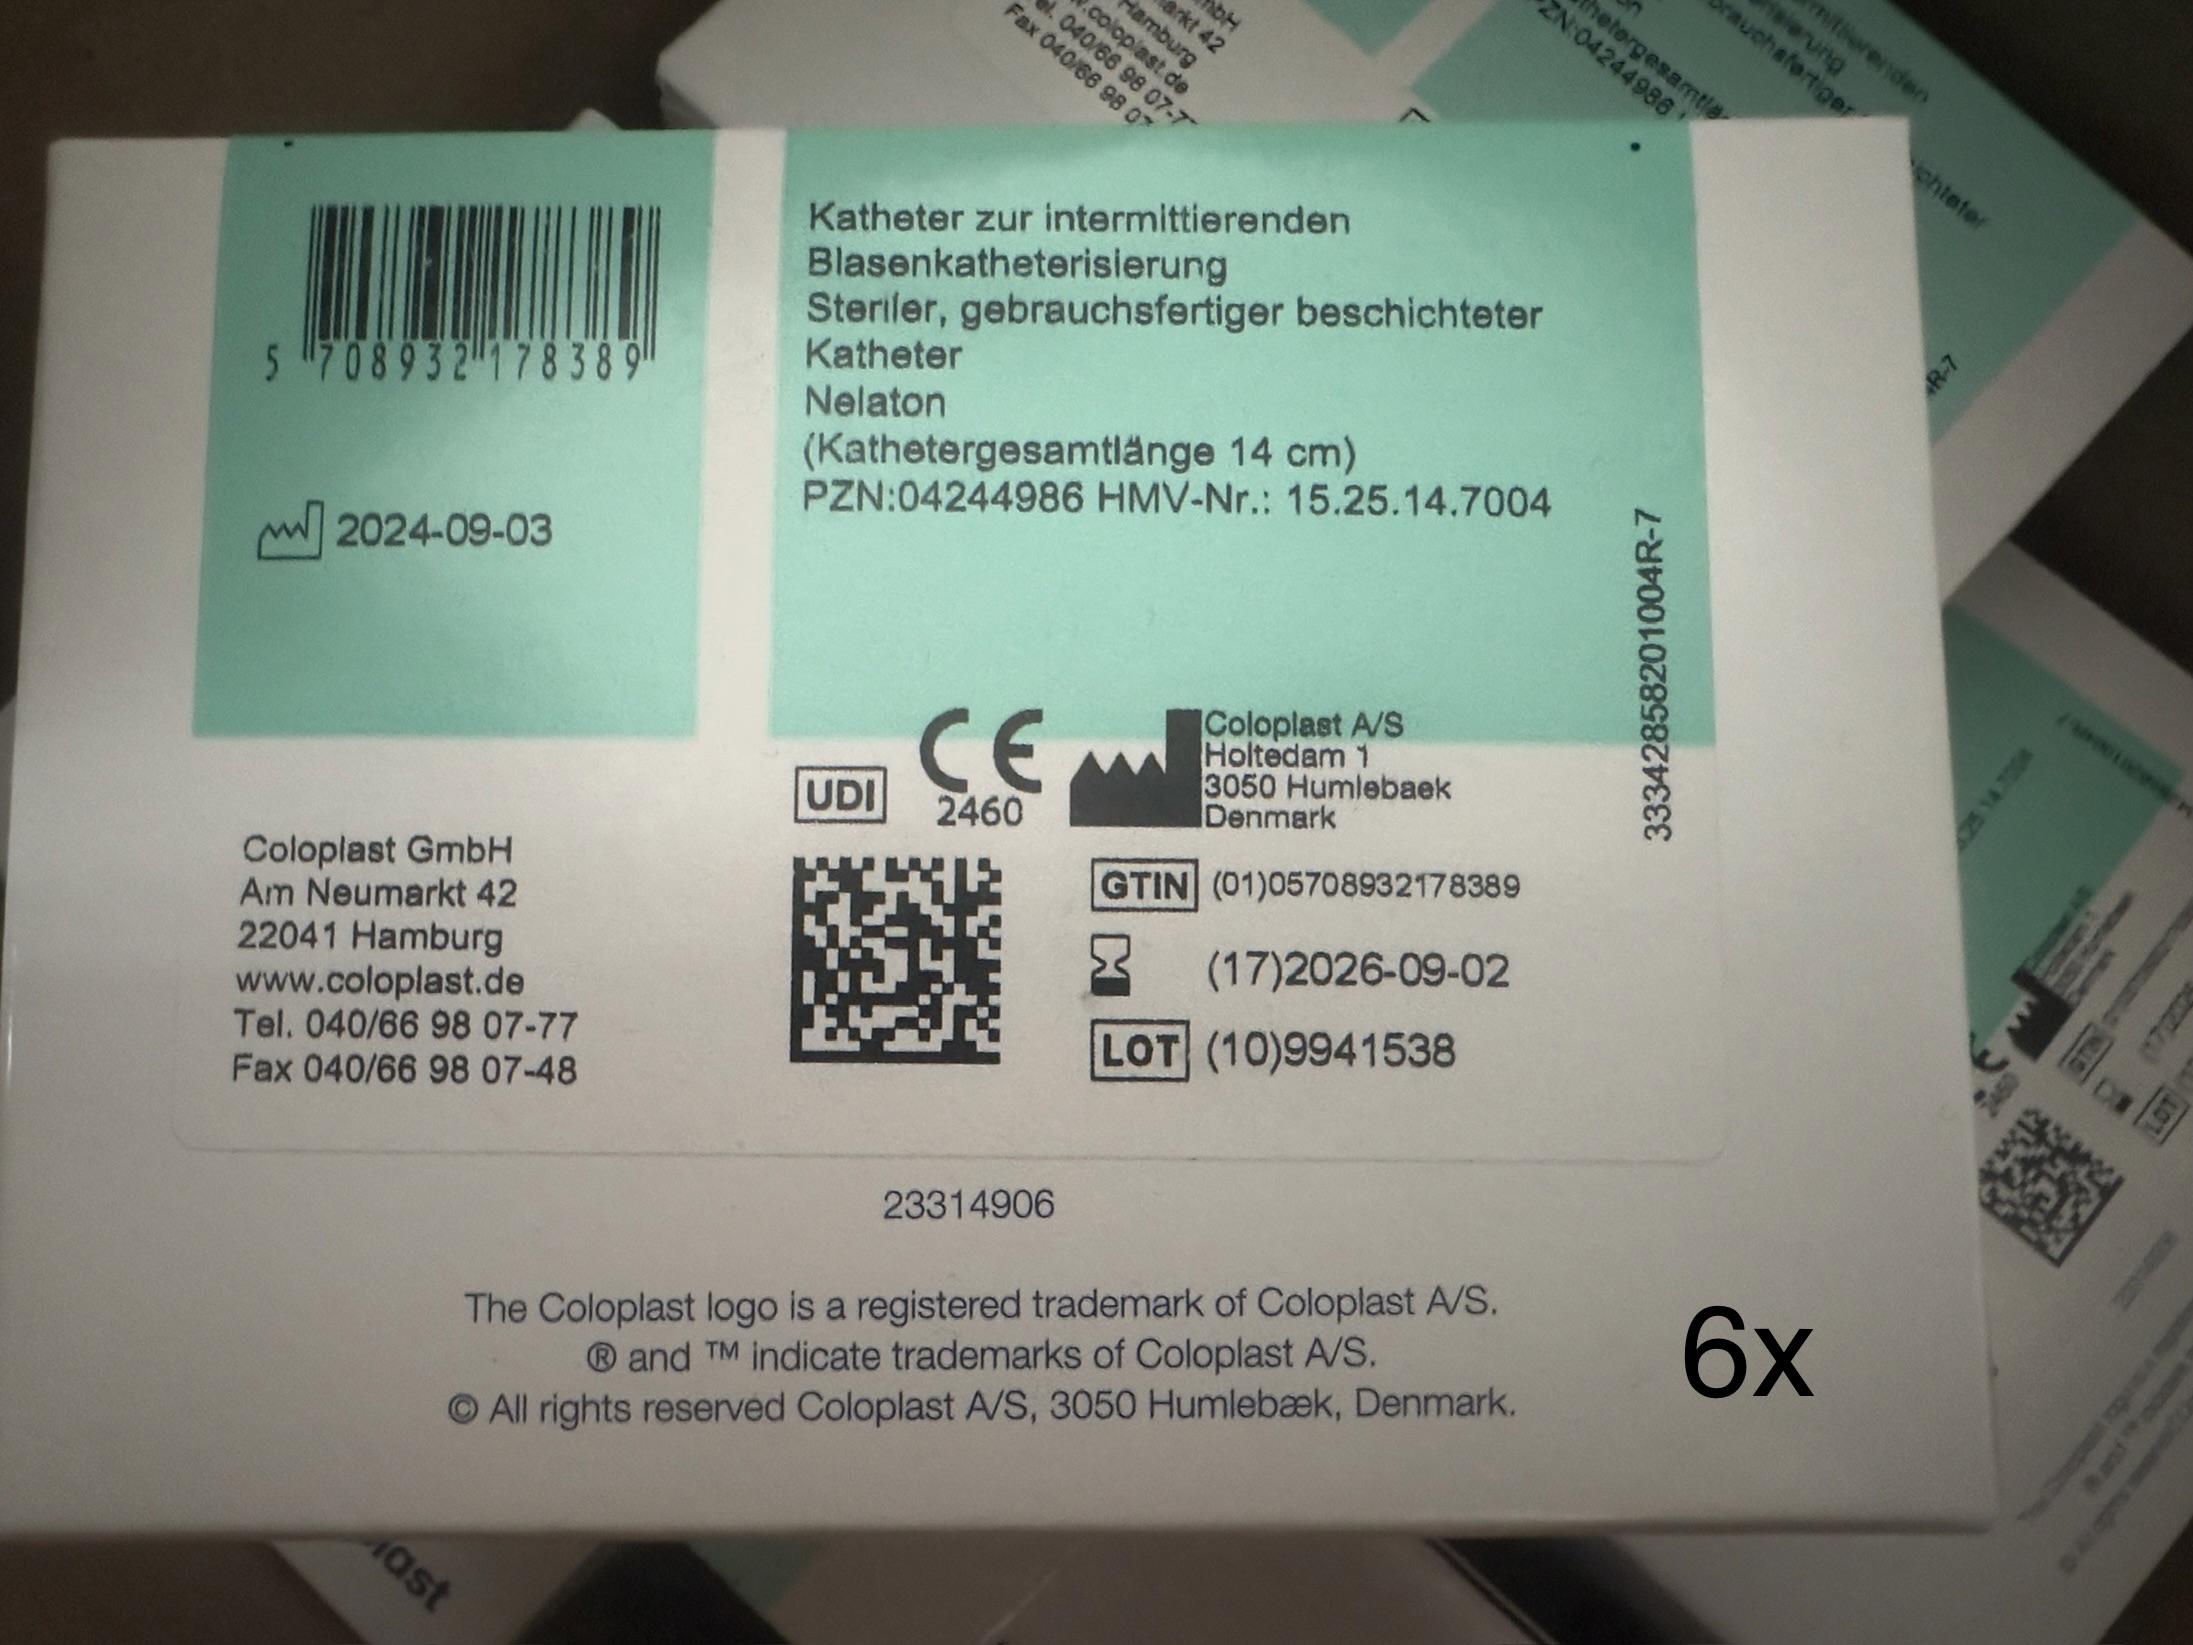 5 708932 178389
2024-09-03
Katheter zur intermittierenden
Blasenkatheterisierung
Steriler, gebrauchsfertiger beschichteter
Katheter
Nelaton
(Kathetergesamtlänge 14 cm)
PZN:04244986 HMV-Nr.: 15.25.14.7004
33342858201004R-7
Coloplast GmbH
Am Neumarkt 42
22041 Hamburg
www.coloplast.de
Tel. 040/66 98 07-77
Fax 040/66 98 07-48
UDI
CE
2460
Coloplast A/S
Holtedam 1
3050 Humlebaek
Denmark
GTIN (01)05708932178389
(17)2026-09-02
LOT (10)9941538
23314906
The Coloplast logo is a registered trademark of Coloplast A/S.
® and ™ indicate trademarks of Coloplast A/S.
© All rights reserved Coloplast A/S, 3050 Humlebæk, Denmark.
6x